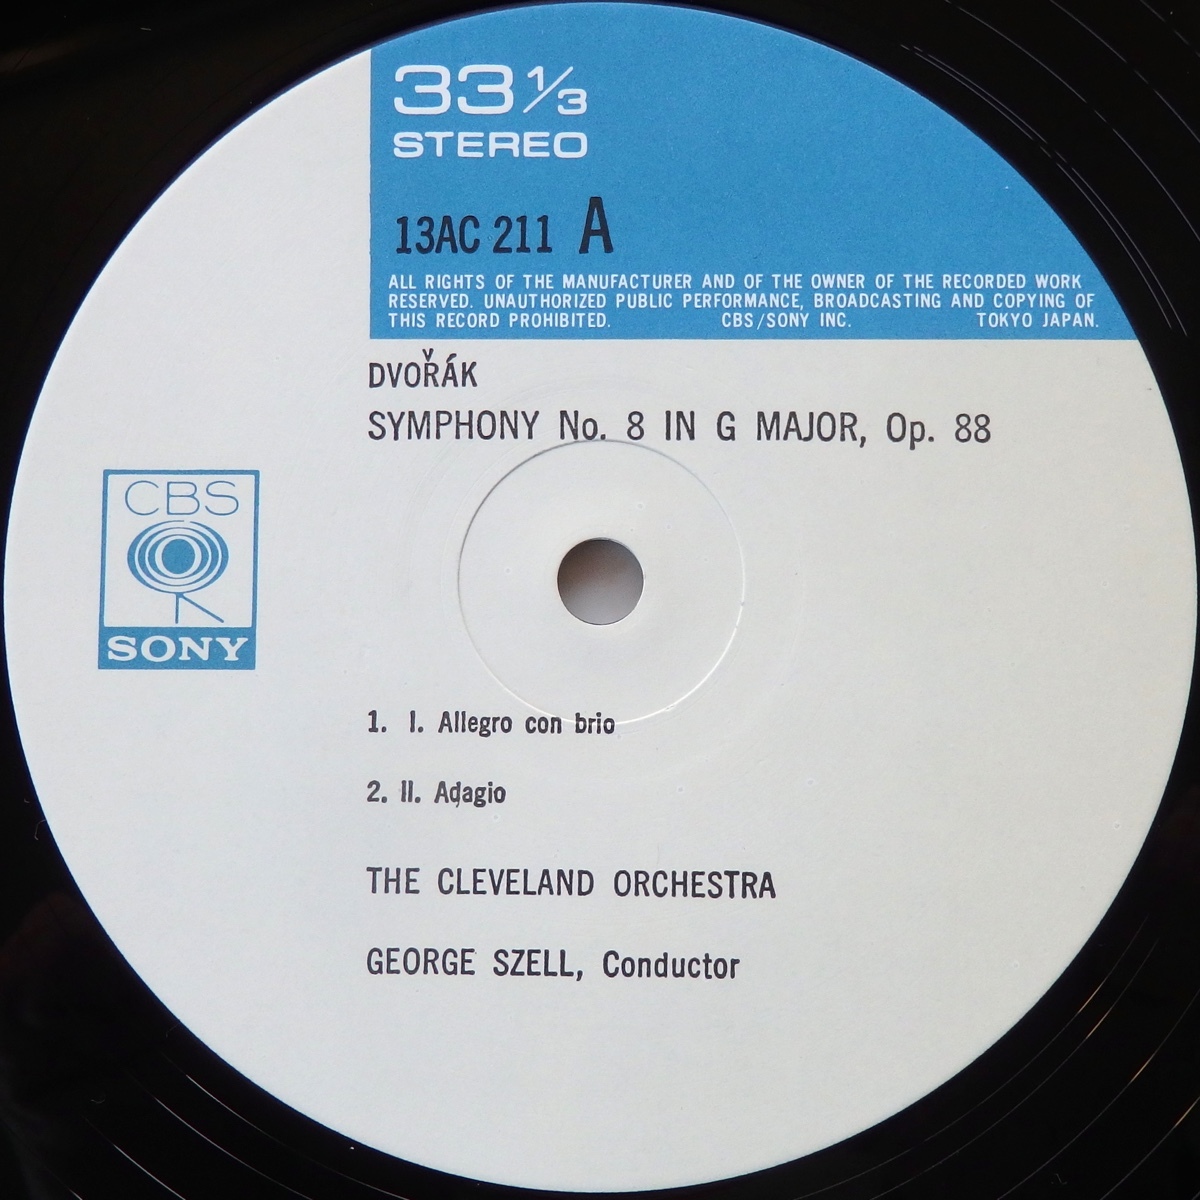 33 1/3
STEREO
13AC 211 A
ALL RIGHTS OF THE MANUFACTURER AND OF THE OWNER OF THE RECORDED WORK
RESERVED. UNAUTHORIZED PUBLIC PERFORMANCE, BROADCASTING AND COPYING OF
THIS RECORD PROHIBITED. CBS/SONY INC. TOKYO JAPAN.
DVOŘÁK
SYMPHONY No. 8 IN G MAJOR, Op. 88
CBS
SONY
1. I. Allegro con brio
2. II. Adagio
THE CLEVELAND ORCHESTRA
GEORGE SZELL, Conductor